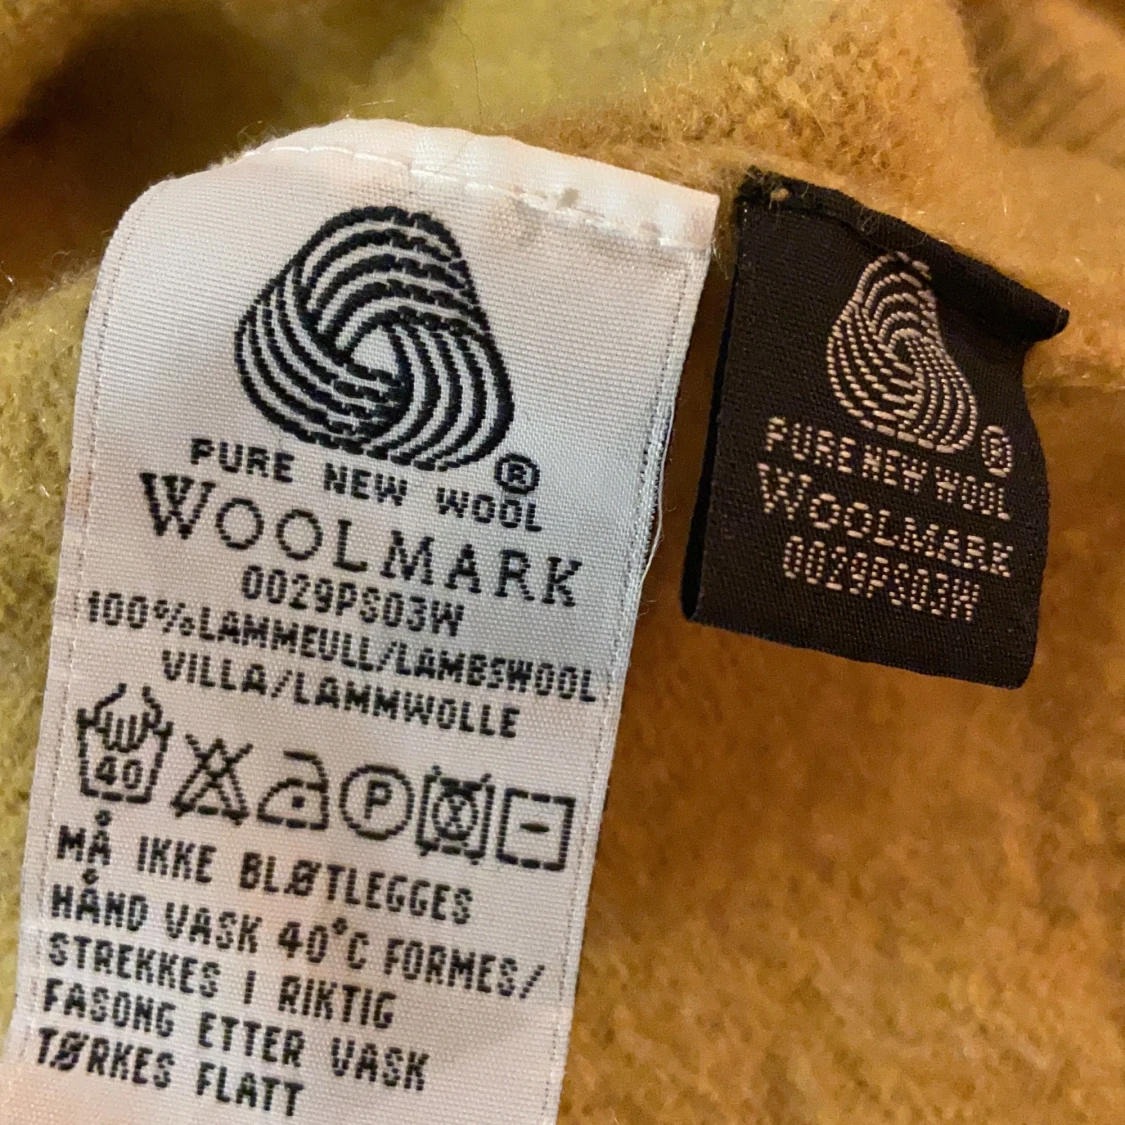 ®
PURE NEW WOOL
WOOLMARK
0029PS03W
100%LAMMEULL/LAMBSWOOL
VILLA/LAMMWOLLE
40
P
MÅ IKKE BLØTLEGGES
HÅND VASK 40°C FORMES/
STREKKES I RIKTIG
FASONG ETTER VASK
TØRKES FLATT
®
PURE NEW WOOL
WOOLMARK
0029PS03W